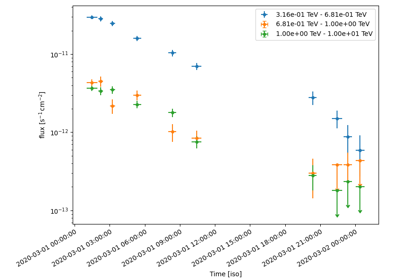 3.16e-01 TeV - 6.81e-01 TeV
6.81e-01 TeV - 1.00e+00 TeV
1.00e+00 TeV - 1.00e+01 TeV
10⁻¹¹
10⁻¹²
10⁻¹³
flux [s⁻¹cm⁻²]
2020-03-01 00:00:00
2020-03-01 03:00:00
2020-03-01 06:00:00
2020-03-01 09:00:00
2020-03-01 12:00:00
2020-03-01 15:00:00
2020-03-01 18:00:00
2020-03-01 21:00:00
2020-03-02 00:00:00
Time [iso]